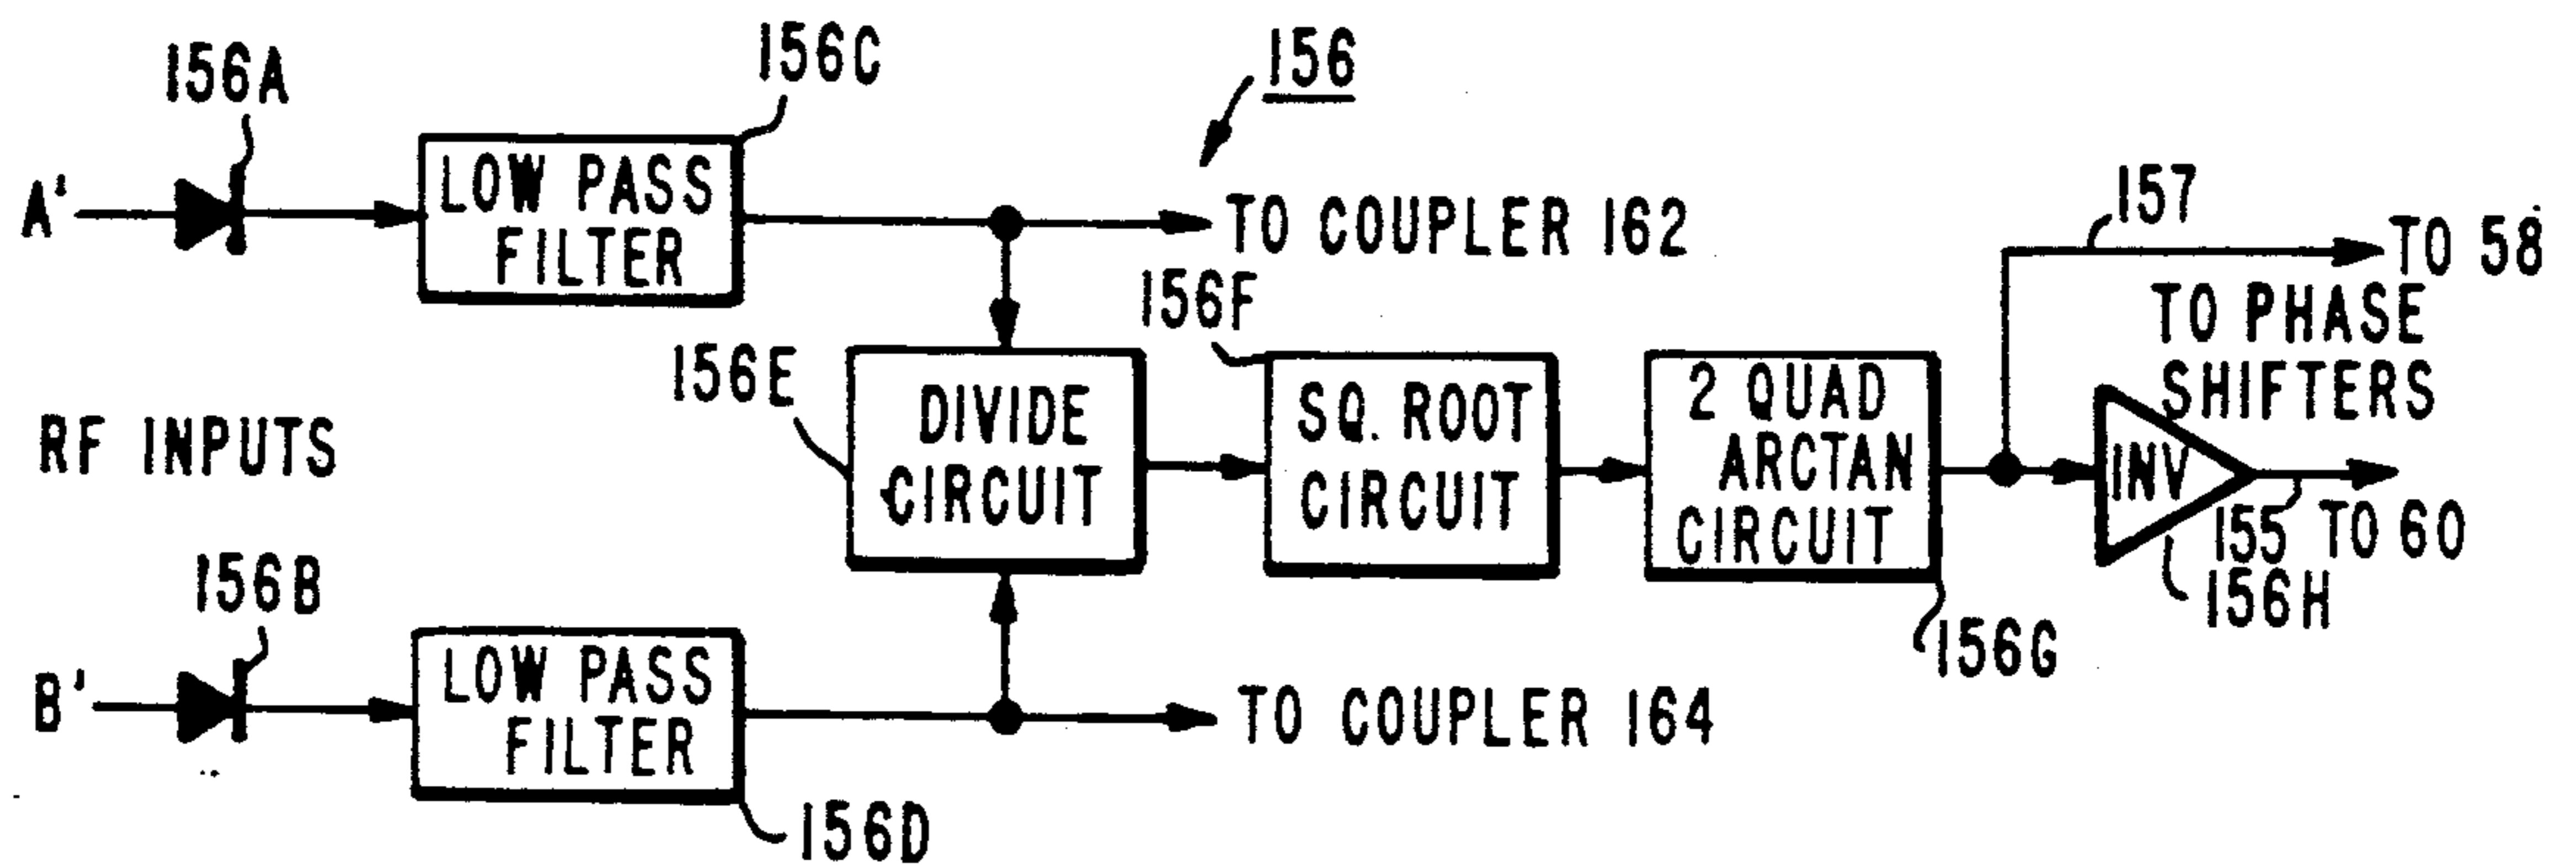 156A
156C
156
A'
LOW PASS
FILTER
TO COUPLER 162
157
TO 58
TO PHASE
SHIFTERS
156E
156F
RF INPUTS
DIVIDE
CIRCUIT
SQ. ROOT
CIRCUIT
2 QUAD
ARCTAN
CIRCUIT
INV
155 TO 60
156H
156B
156G
B'
LOW PASS
FILTER
TO COUPLER 164
156D